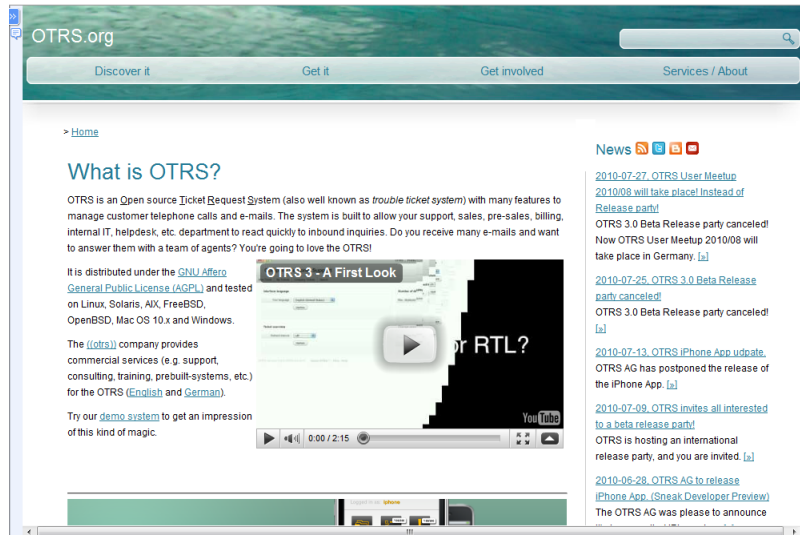 OTRS.org
Discover it
Get it
Get involved
Services / About
> Home
What is OTRS?
OTRS is an Open source Ticket Request System (also well known as trouble ticket system) with many features to
manage customer telephone calls and e-mails. The system is built to allow your support, sales, pre-sales, billing,
internal IT, helpdesk, etc. department to react quickly to inbound inquiries. Do you receive many e-mails and want
to answer them with a team of agents? You're going to love the OTRS!
It is distributed under the GNU Affero
General Public License (AGPL) and tested
on Linux, Solaris, AIX, FreeBSD,
OpenBSD, Mac OS 10.x and Windows.
The ((otrs)) company provides
commercial services (e.g. support,
consulting, training, prebuilt-systems, etc.)
for the OTRS (English and German).
Try our demo system to get an impression
of this kind of magic.
OTRS 3 - A First Look
or RTL?
YouTube
0:00 / 2:15
News
2010-07-27, OTRS User Meetup
2010/08 will take place! Instead of
Release party!
OTRS 3.0 Beta Release party canceled!
Now OTRS User Meetup 2010/08 will
take place in Germany. [»]
2010-07-25, OTRS 3.0 Beta Release
party canceled!
OTRS 3.0 Beta Release party canceled!
[»]
2010-07-13, OTRS iPhone App udpate.
OTRS AG has postponed the release of
the iPhone App. [»]
2010-07-09, OTRS invites all interested
to a beta release party!
OTRS is hosting an international
release party, and you are invited. [»]
2010-06-28, OTRS AG to release
iPhone App. (Sneak Developer Preview)
The OTRS AG was please to announce